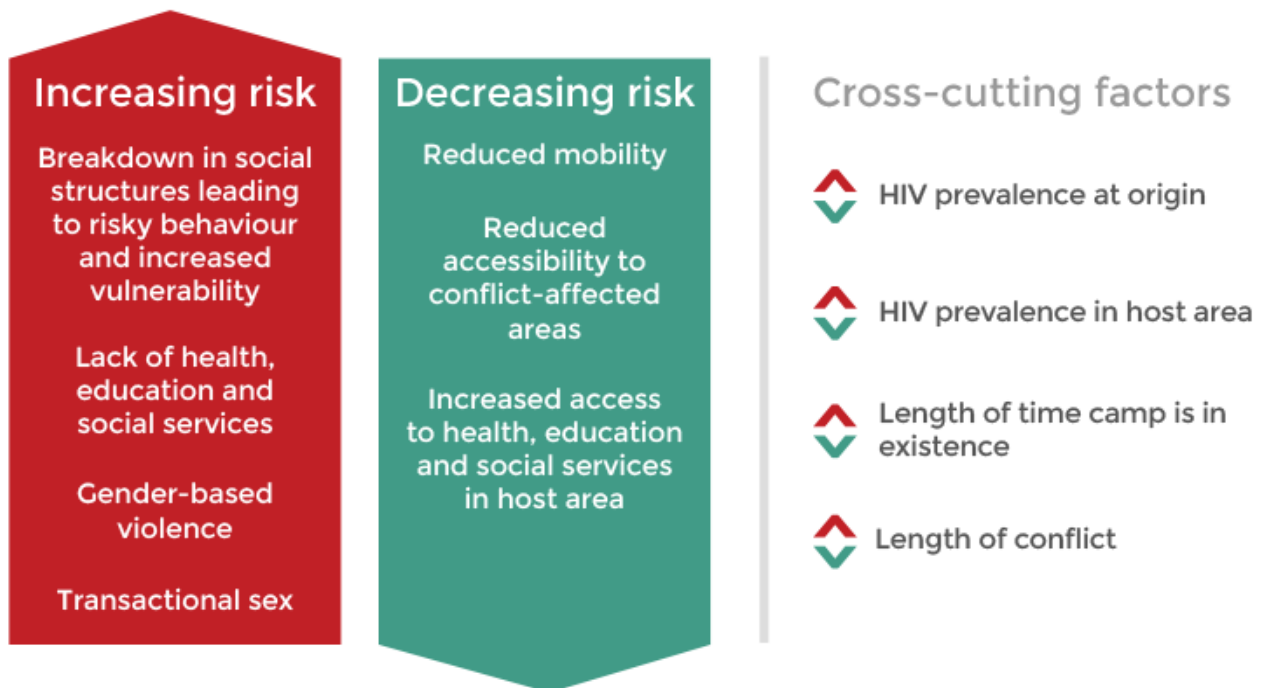 Increasing risk
Breakdown in social
structures leading
to risky behaviour
and increased
vulnerability
Lack of health,
education and
social services
Gender-based
violence
Transactional sex
Decreasing risk
Reduced mobility
Reduced
accessibility to
conflict-affected
areas
Increased access
to health, education
and social services
in host area
Cross-cutting factors
HIV prevalence at origin
HIV prevalence in host area
Length of time camp is in
existence
Length of conflict